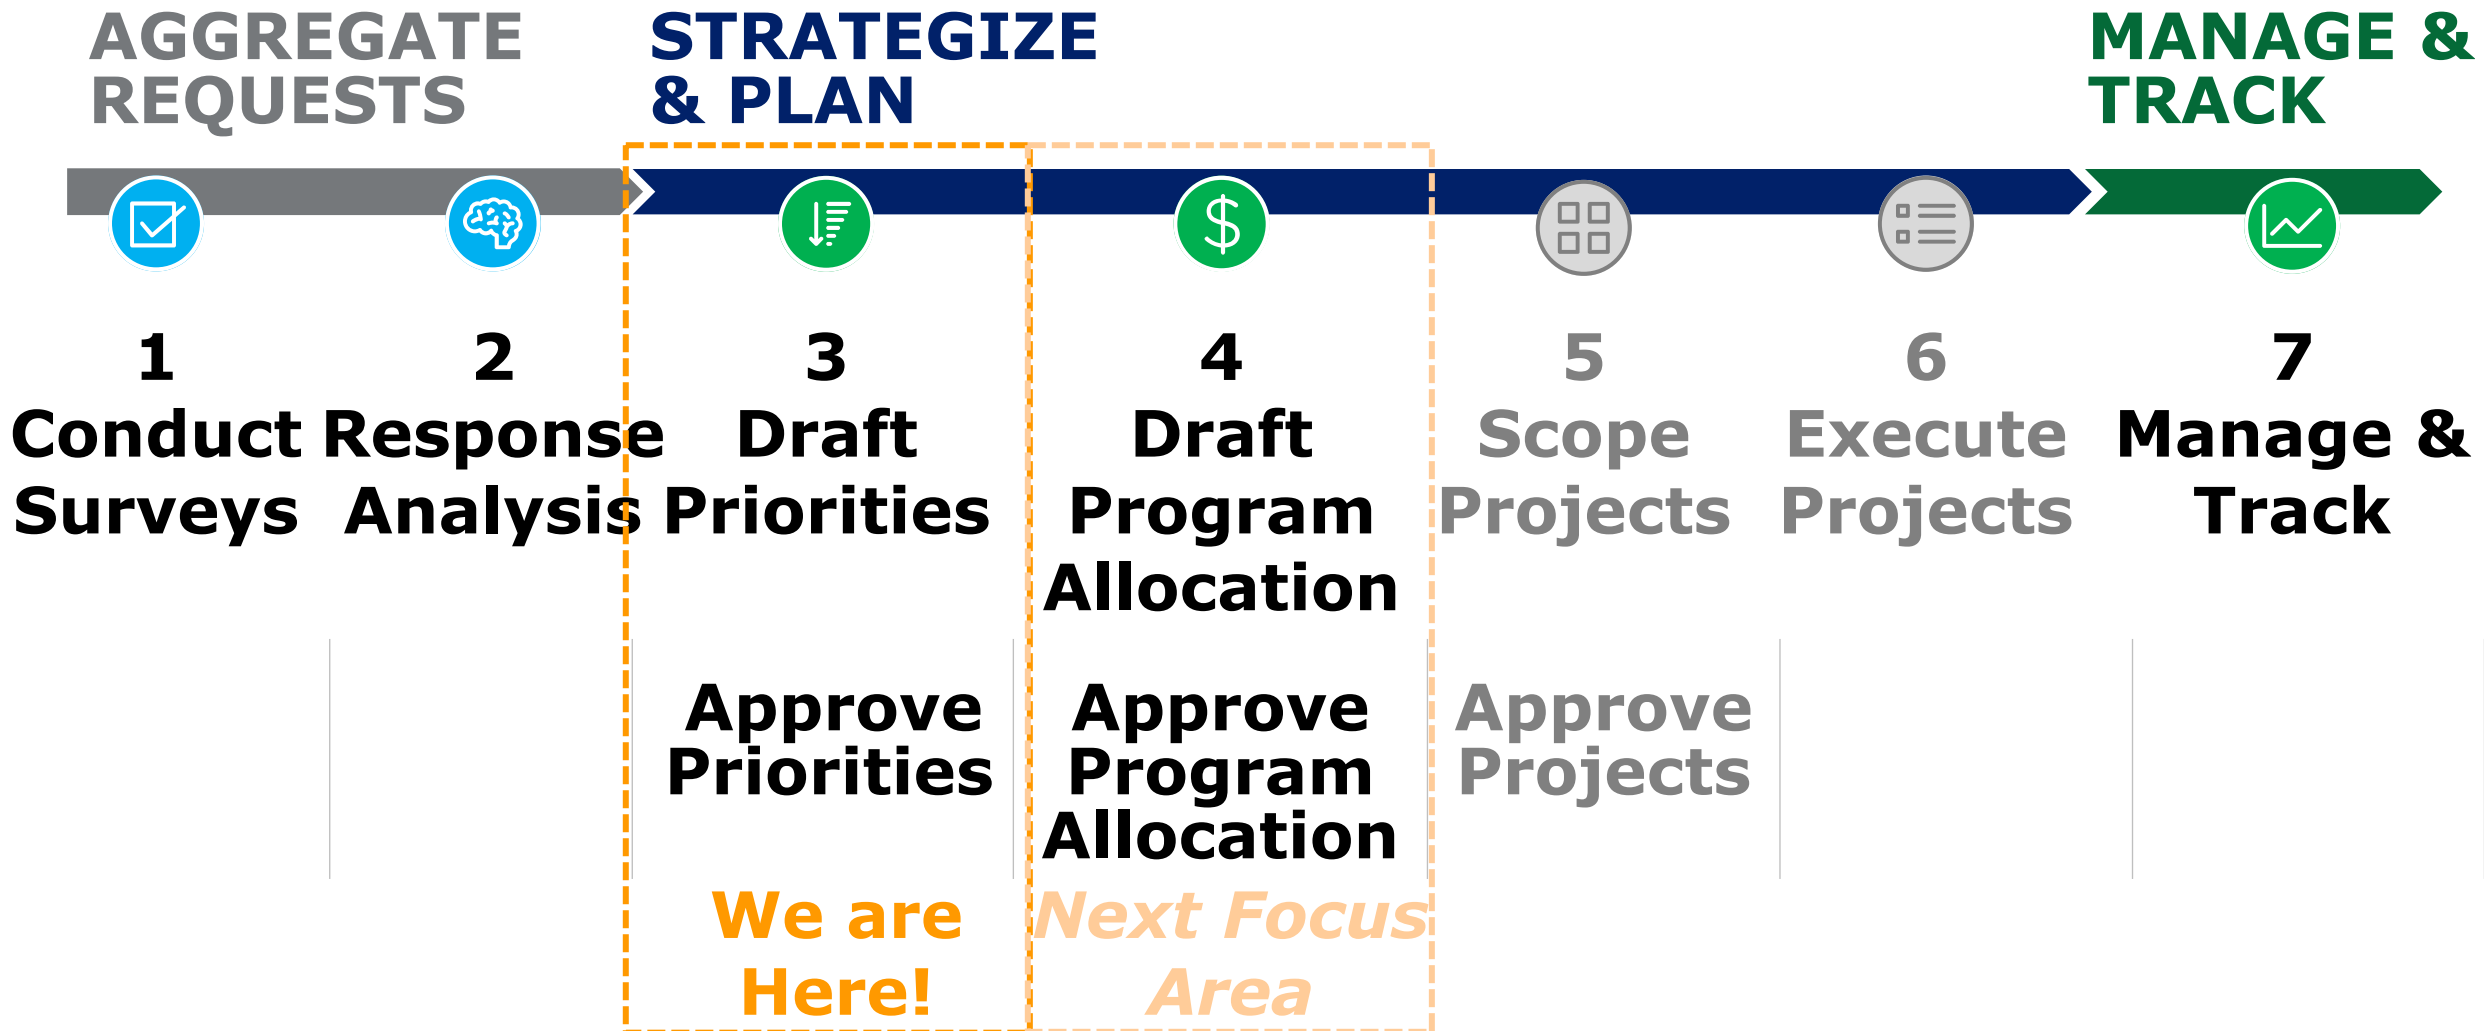 AGGREGATE
REQUESTS
STRATEGIZE
& PLAN
MANAGE &
TRACK
1
Conduct
Surveys
2
Response
Analysis
3
Draft
Priorities
4
Draft
Program
Allocation
5
Scope
Projects
6
Execute
Projects
7
Manage &
Track
Approve
Priorities
Approve
Program
Allocation
Approve
Projects
We are
Here!
Next Focus
Area